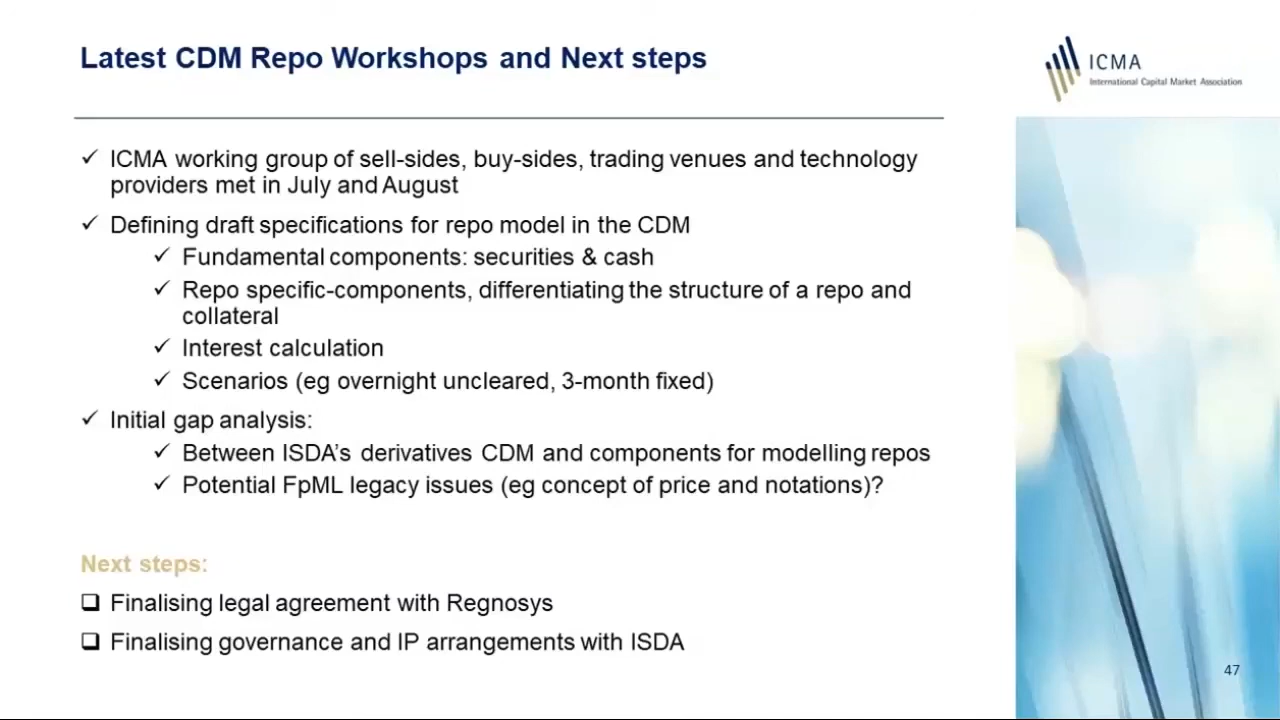 Latest CDM Repo Workshops and Next steps
ICMA
International Capital Market Association
✓ ICMA working group of sell-sides, buy-sides, trading venues and technology
providers met in July and August
✓ Defining draft specifications for repo model in the CDM
✓ Fundamental components: securities & cash
✓ Repo specific-components, differentiating the structure of a repo and
collateral
✓ Interest calculation
✓ Scenarios (eg overnight uncleared, 3-month fixed)
✓ Initial gap analysis:
✓ Between ISDA's derivatives CDM and components for modelling repos
✓ Potential FpML legacy issues (eg concept of price and notations)?
Next steps:
❑ Finalising legal agreement with Regnosys
❑ Finalising governance and IP arrangements with ISDA
47